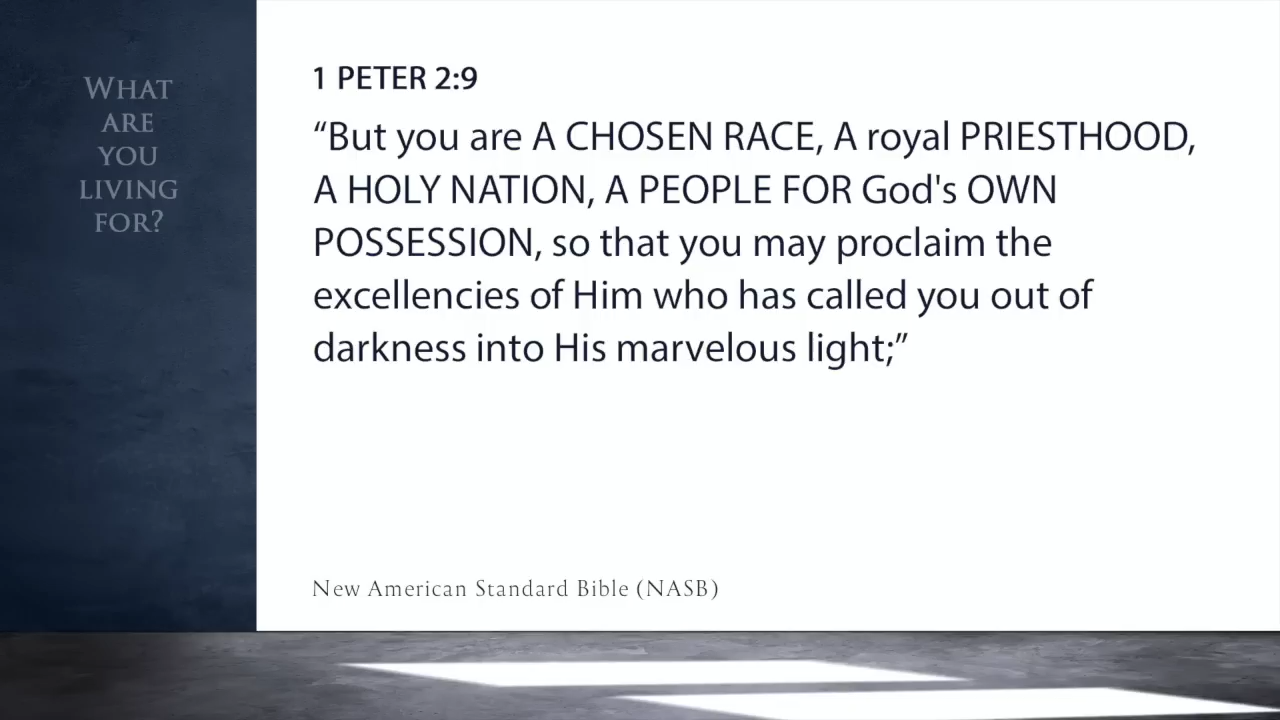 WHAT
ARE
YOU
LIVING
FOR?
1 PETER 2:9
“But you are A CHOSEN RACE, A royal PRIESTHOOD,
A HOLY NATION, A PEOPLE FOR God's OWN
POSSESSION, so that you may proclaim the
excellencies of Him who has called you out of
darkness into His marvelous light;”
New American Standard Bible (NASB)